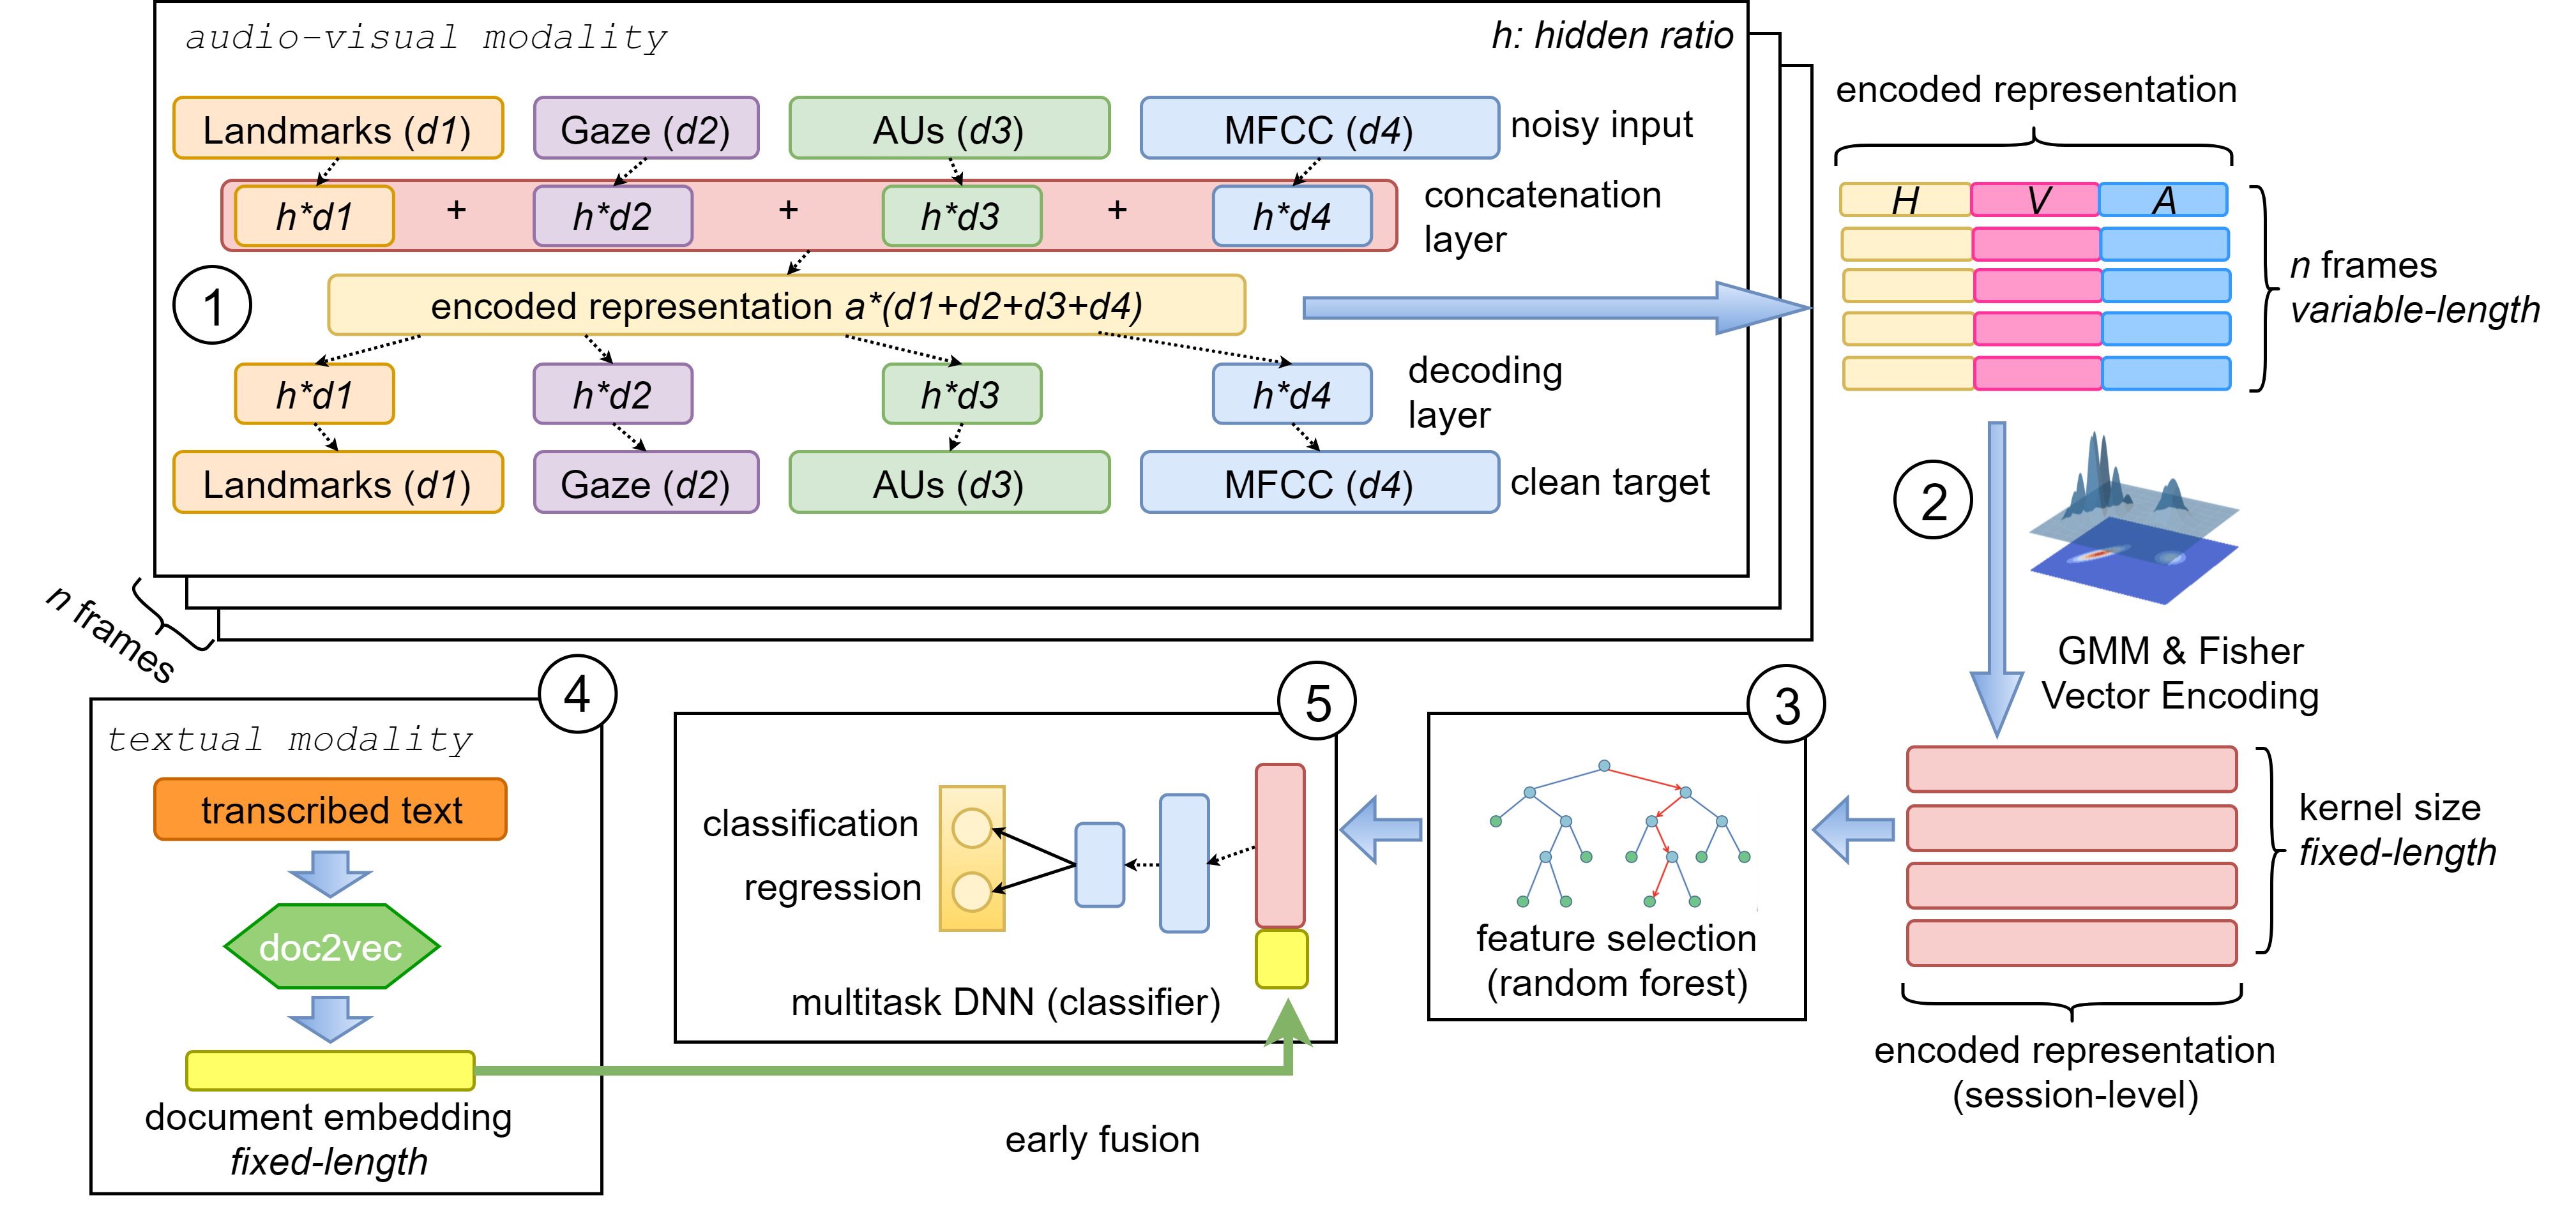 audio-visual modality
h: hidden ratio
Landmarks (d1)
Gaze (d2)
AUs (d3)
MFCC (d4)
noisy input
h*d1
+
h*d2
+
h*d3
+
h*d4
concatenation
layer
1
encoded representation a*(d1+d2+d3+d4)
h*d1
h*d2
h*d3
h*d4
decoding
layer
Landmarks (d1)
Gaze (d2)
AUs (d3)
MFCC (d4)
clean target
n frames
encoded representation
H
V
A
n frames
variable-length
2
GMM & Fisher
Vector Encoding
kernel size
fixed-length
encoded representation
(session-level)
3
feature selection
(random forest)
5
classification
regression
multitask DNN (classifier)
4
textual modality
transcribed text
doc2vec
document embedding
fixed-length
early fusion